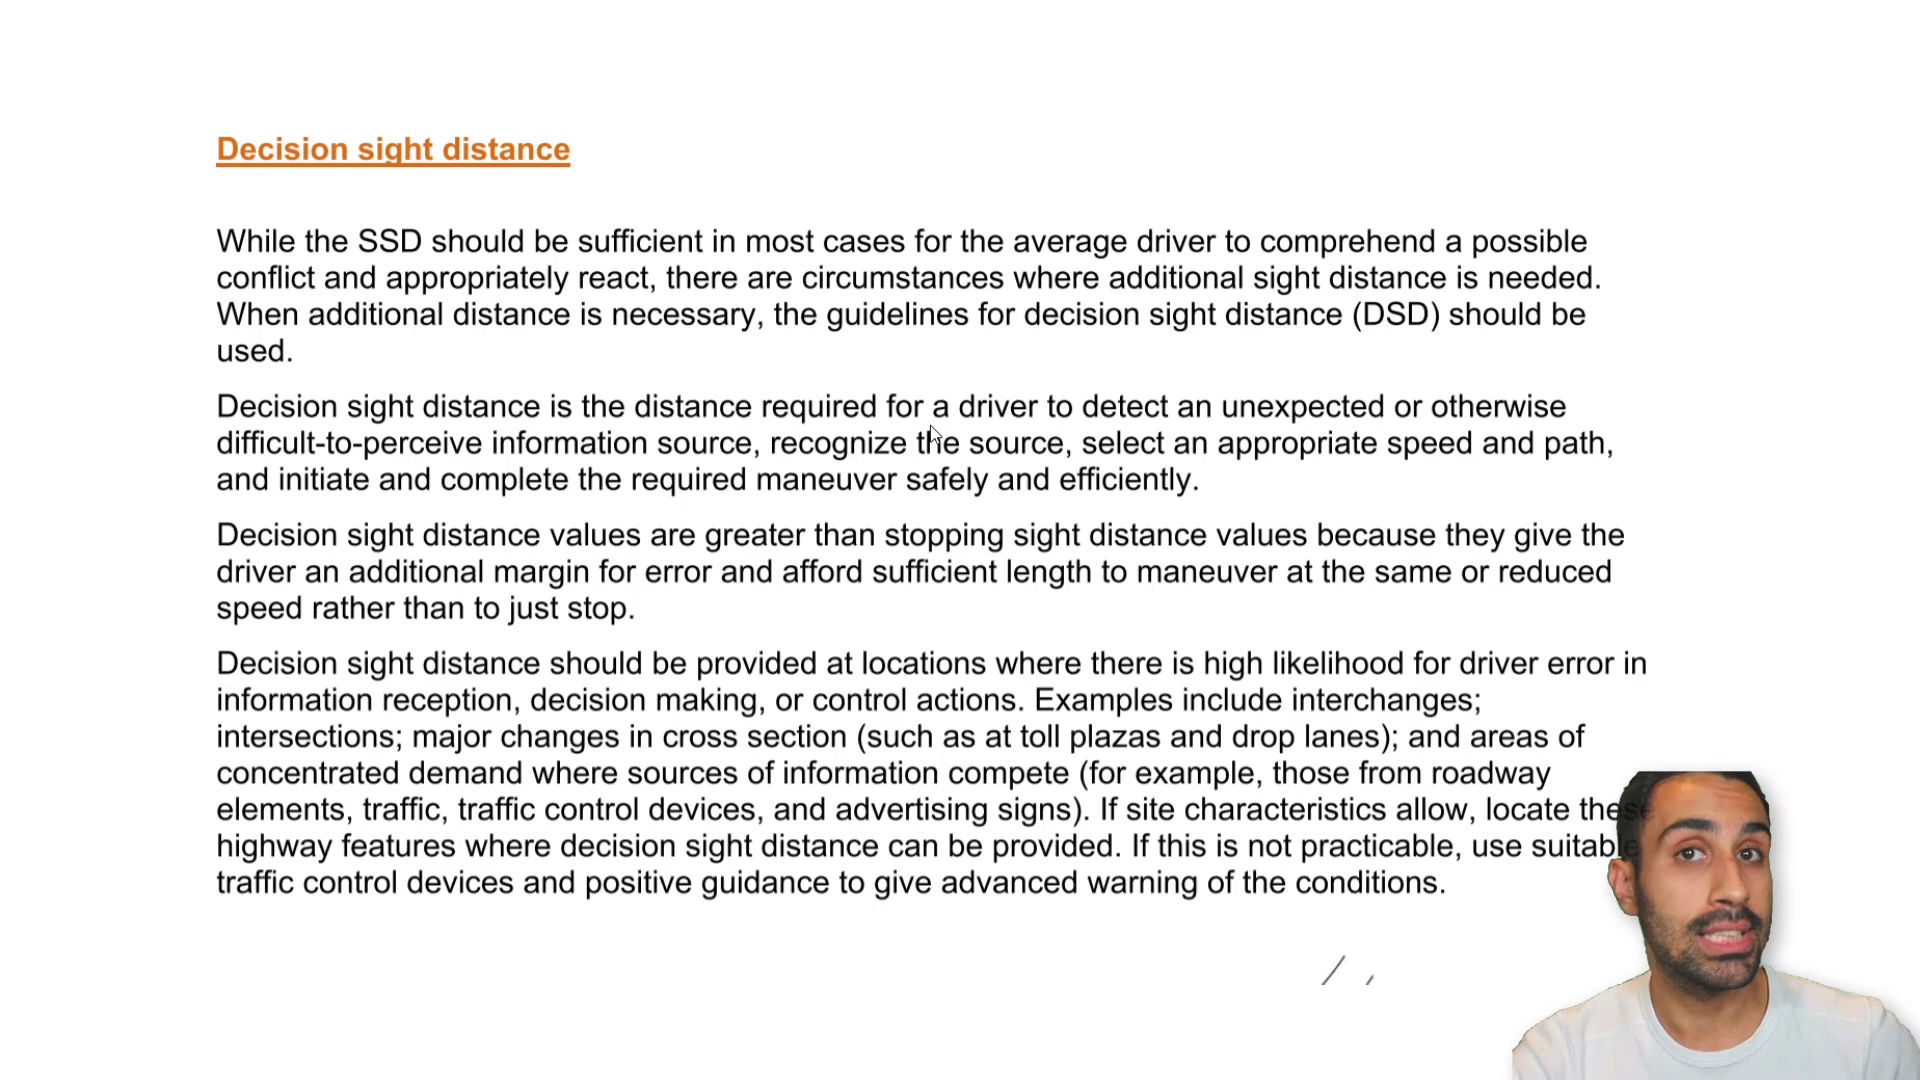 Decision sight distance
While the SSD should be sufficient in most cases for the average driver to comprehend a possible
conflict and appropriately react, there are circumstances where additional sight distance is needed.
When additional distance is necessary, the guidelines for decision sight distance (DSD) should be
used.
Decision sight distance is the distance required for a driver to detect an unexpected or otherwise
difficult-to-perceive information source, recognize the source, select an appropriate speed and path,
and initiate and complete the required maneuver safely and efficiently.
Decision sight distance values are greater than stopping sight distance values because they give the
driver an additional margin for error and afford sufficient length to maneuver at the same or reduced
speed rather than to just stop.
Decision sight distance should be provided at locations where there is high likelihood for driver error in
information reception, decision making, or control actions. Examples include interchanges;
intersections; major changes in cross section (such as at toll plazas and drop lanes); and areas of
concentrated demand where sources of information compete (for example, those from roadway
elements, traffic, traffic control devices, and advertising signs). If site characteristics allow, locate these
highway features where decision sight distance can be provided. If this is not practicable, use suitable
traffic control devices and positive guidance to give advanced warning of the conditions.